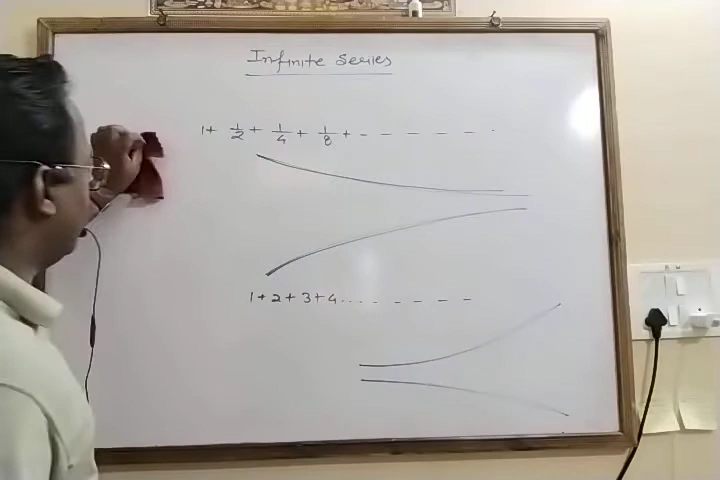 Infinite Series
1 + 1/2 + 1/4 + 1/8 + - - - - - - -
1 + 2 + 3 + 4 . . . - - - - -